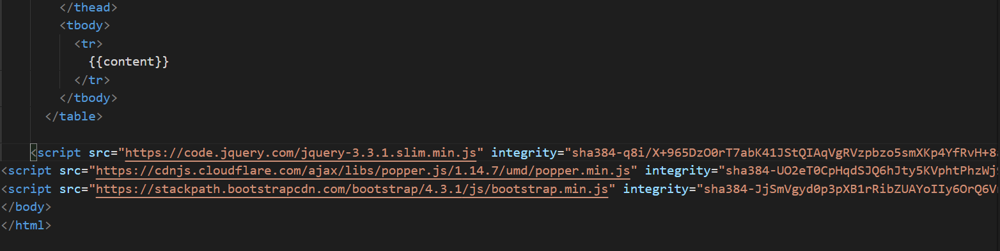 </thead>
<tbody>
<tr>
{{content}}
</tr>
</tbody>
</table>
<script src="https://code.jquery.com/jquery-3.3.1.slim.min.js" integrity="sha384-q8i/X+965DzO0rT7abK41JStQIAqVgRVzpbzo5smXKp4YfRvH+8
<script src="https://cdnjs.cloudflare.com/ajax/libs/popper.js/1.14.7/umd/popper.min.js" integrity="sha384-UO2eT0CpHqdSJQ6hJty5KVphtPhzWj
<script src="https://stackpath.bootstrapcdn.com/bootstrap/4.3.1/js/bootstrap.min.js" integrity="sha384-JjSmVgyd0p3pXB1rRibZUAYoIIy6OrQ6V
</body>
</html>